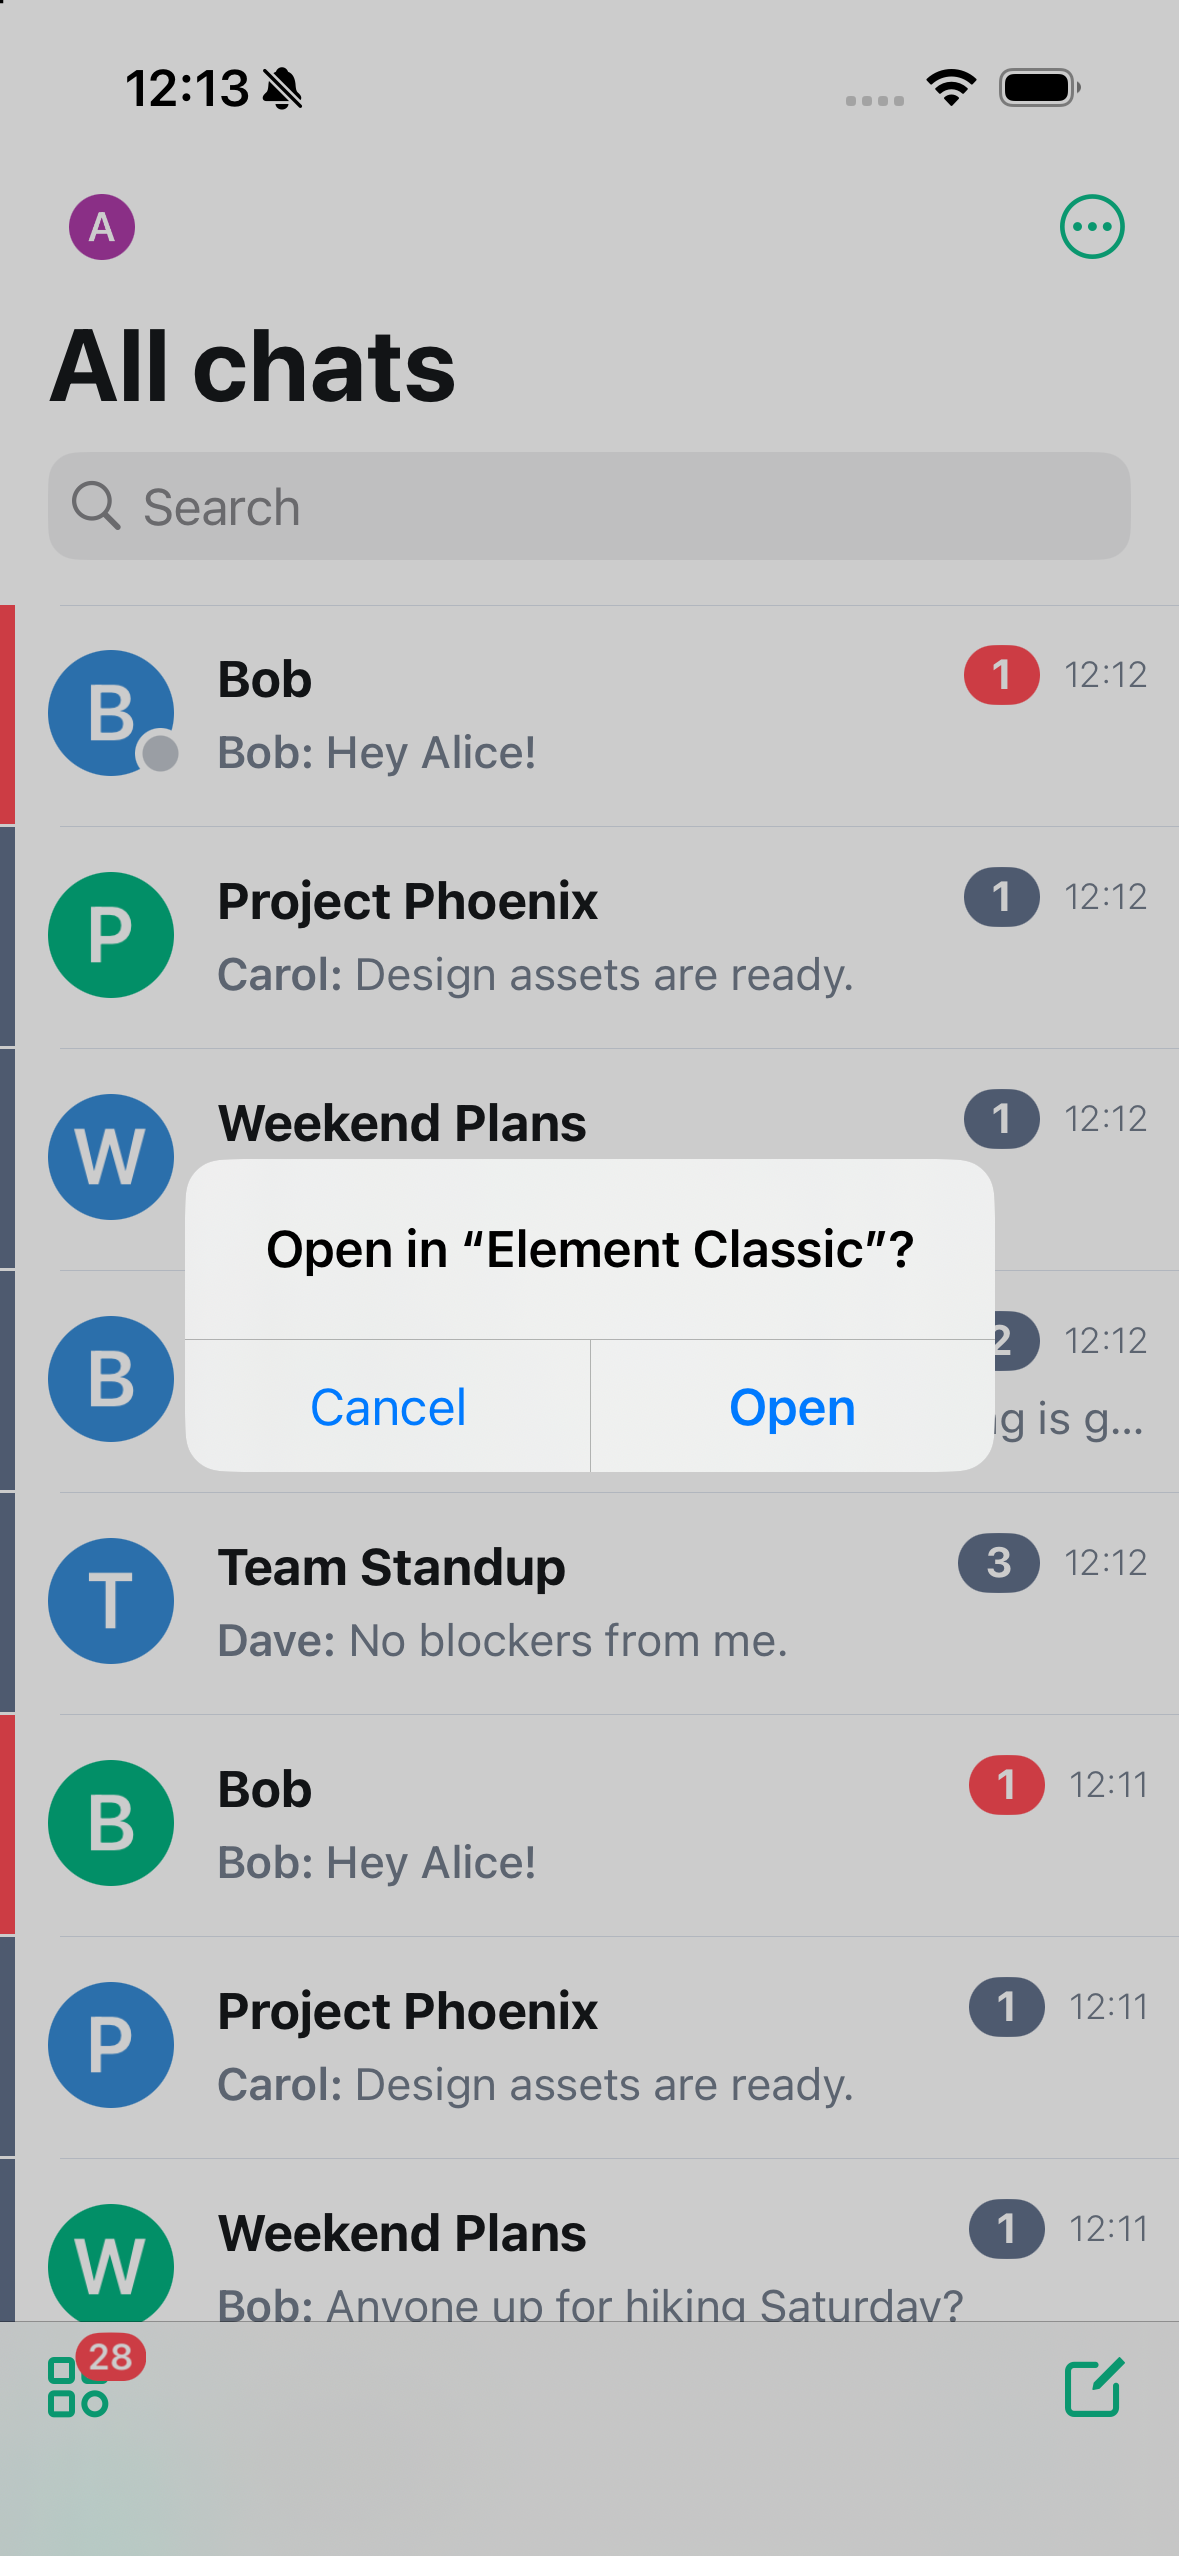 12:13
A
All chats
Search
B
Bob
1
12:12
Bob: Hey Alice!
P
Project Phoenix
1
12:12
Carol: Design assets are ready.
W
Weekend Plans
1
12:12
Open in “Element Classic”?
Cancel
Open
B
2
12:12
g is g...
T
Team Standup
3
12:12
Dave: No blockers from me.
B
Bob
1
12:11
Bob: Hey Alice!
P
Project Phoenix
1
12:11
Carol: Design assets are ready.
W
Weekend Plans
1
12:11
Bob: Anyone up for hiking Saturday?
28